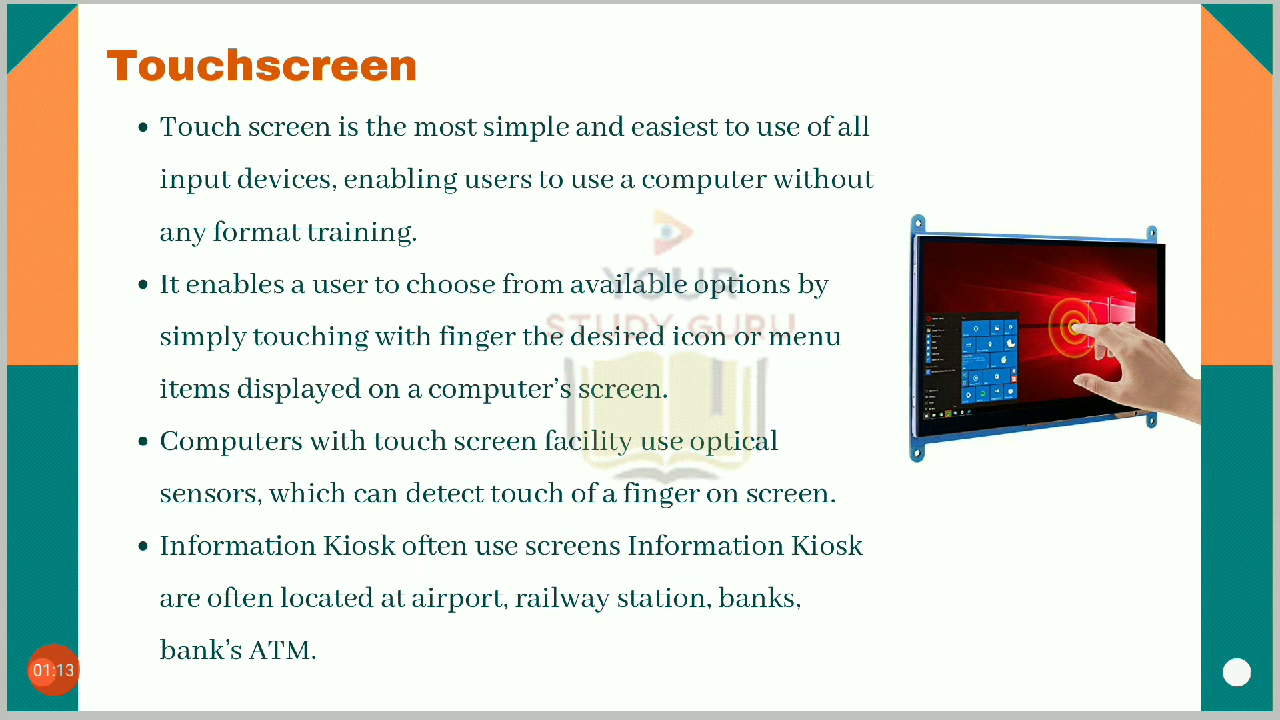 Touchscreen
• Touch screen is the most simple and easiest to use of all
input devices, enabling users to use a computer without
any format training.
• It enables a user to choose from available options by
simply touching with finger the desired icon or menu
items displayed on a computer's screen.
• Computers with touch screen facility use optical
sensors, which can detect touch of a finger on screen.
• Information Kiosk often use screens Information Kiosk
are often located at airport, railway station, banks,
bank's ATM.
YOUR
STUDY GURU
01:13